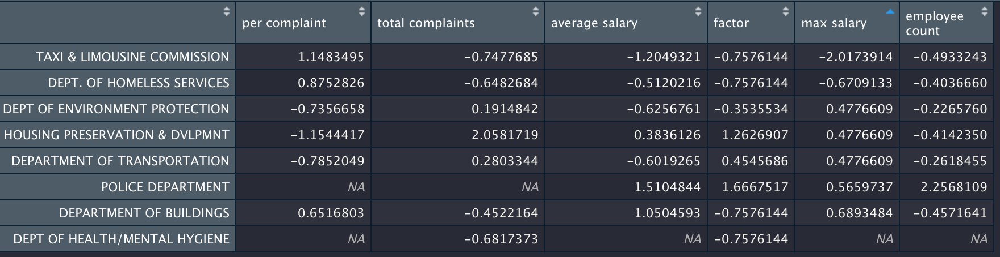 per complaint total complaints average salary factor max salary employee count
TAXI & LIMOUSINE COMMISSION 1.1483495 −0.7477685 −1.2049321 −0.7576144 −2.0173914 −0.4933243
DEPT. OF HOMELESS SERVICES 0.8752826 −0.6482684 −0.5120216 −0.7576144 −0.6709133 −0.4036660
DEPT OF ENVIRONMENT PROTECTION −0.7356658 0.1914842 −0.6256761 −0.3535534 0.4776609 −0.2265760
HOUSING PRESERVATION & DVLPMNT −1.1544417 2.0581719 0.3836126 1.2626907 0.4776609 −0.4142350
DEPARTMENT OF TRANSPORTATION −0.7852049 0.2803344 −0.6019265 0.4545686 0.4776609 −0.2618455
POLICE DEPARTMENT NA NA 1.5104844 1.6667517 0.5659737 2.2568109
DEPARTMENT OF BUILDINGS 0.6516803 −0.4522164 1.0504593 −0.7576144 0.6893484 −0.4571641
DEPT OF HEALTH/MENTAL HYGIENE NA −0.6817373 NA −0.7576144 NA NA